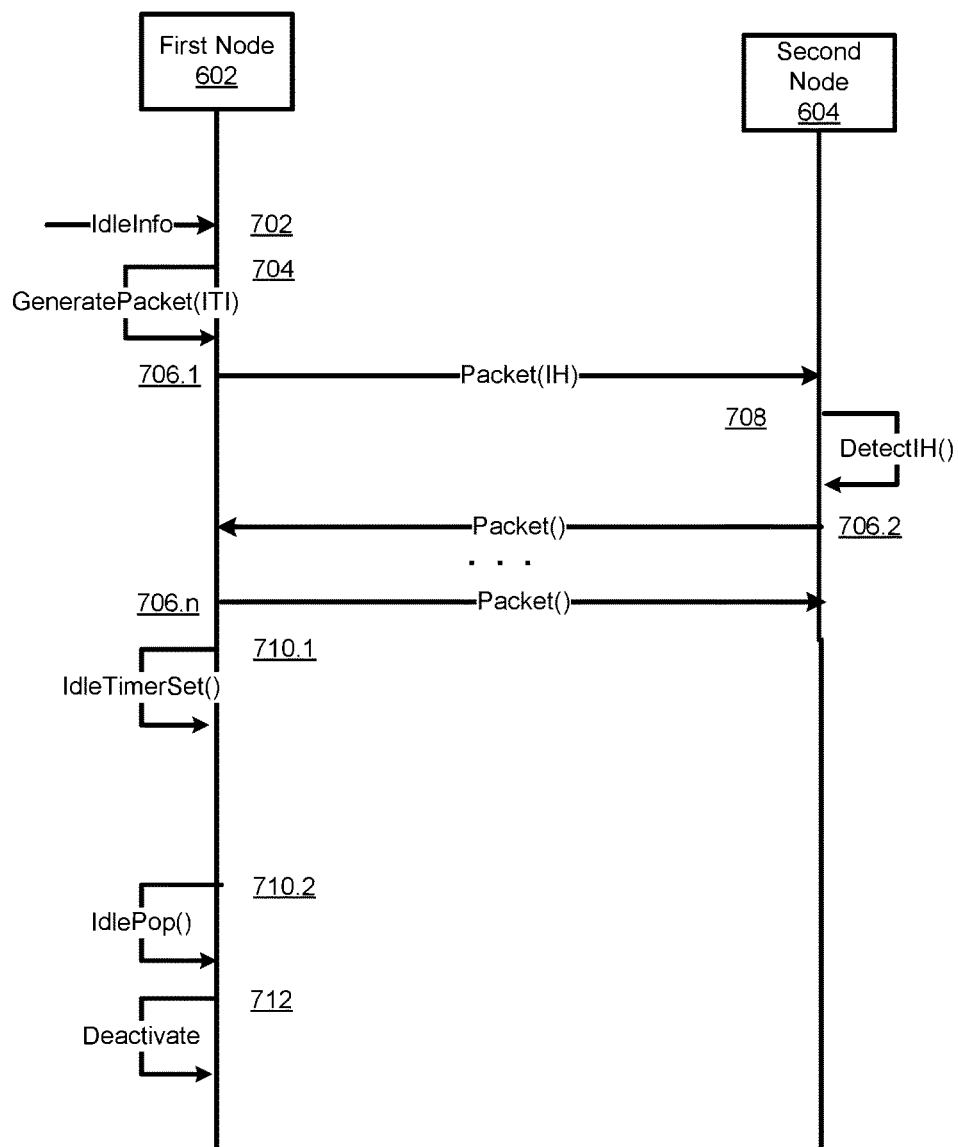 First Node
602
Second
Node
604
IdleInfo
702
704
GeneratePacket(ITI)
706.1
Packet(IH)
708
DetectIH()
Packet()
706.2
. . .
706.n
Packet()
710.1
IdleTimerSet()
710.2
IdlePop()
712
Deactivate